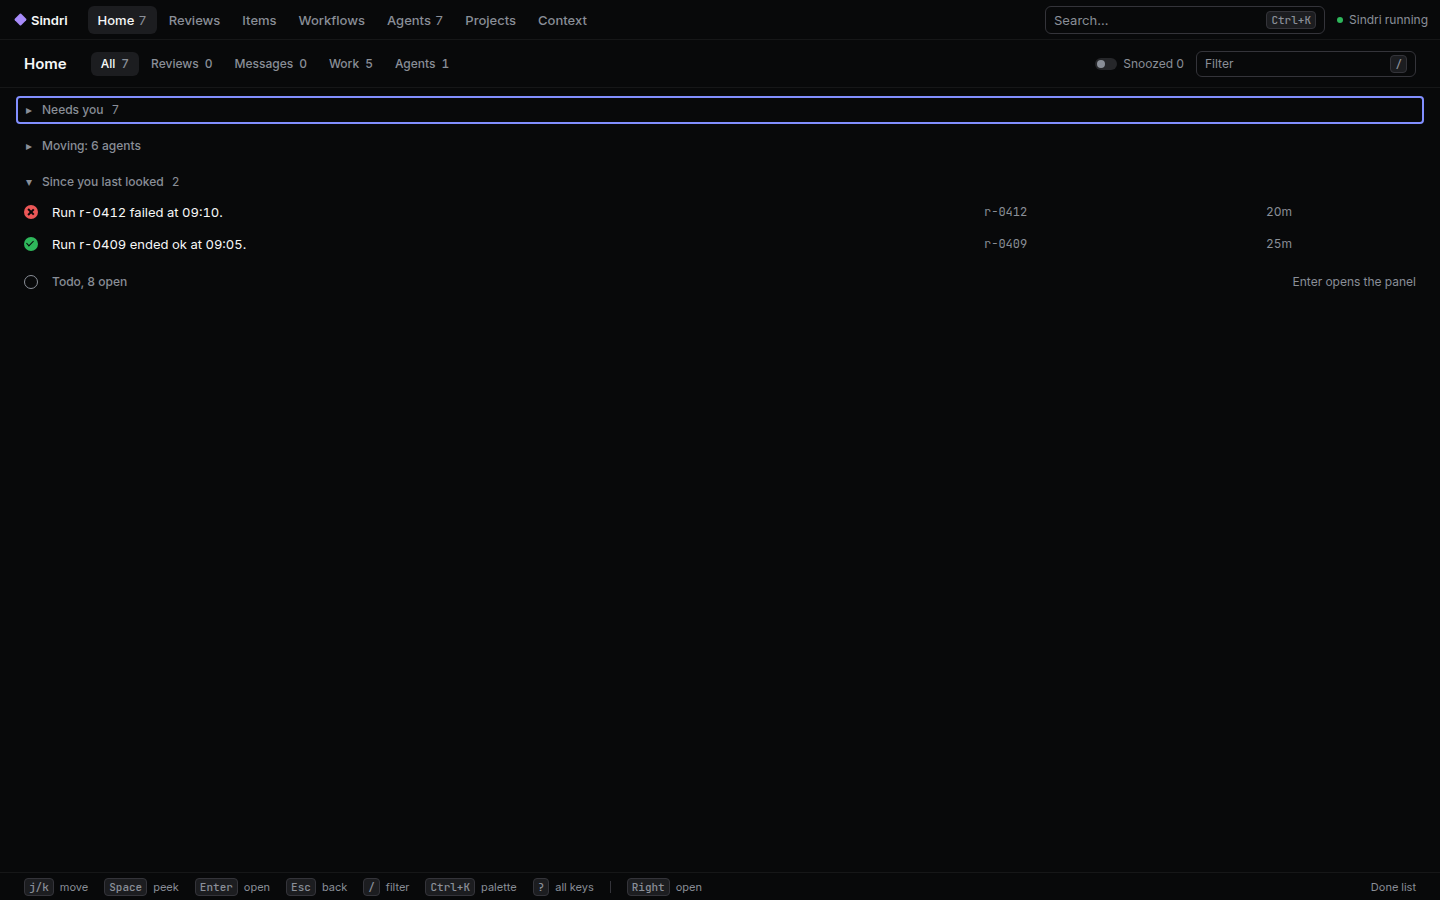 Sindri Home 7 Reviews Items Workflows Agents 7 Projects Context Search... Ctrl+K Sindri running
Home All 7 Reviews 0 Messages 0 Work 5 Agents 1 Snoozed 0 Filter /
Needs you 7
Moving: 6 agents
Since you last looked 2
Run r-0412 failed at 09:10. r-0412 20m
Run r-0409 ended ok at 09:05. r-0409 25m
Todo, 8 open Enter opens the panel
j/k move Space peek Enter open Esc back / filter Ctrl+K palette ? all keys Right open Done list